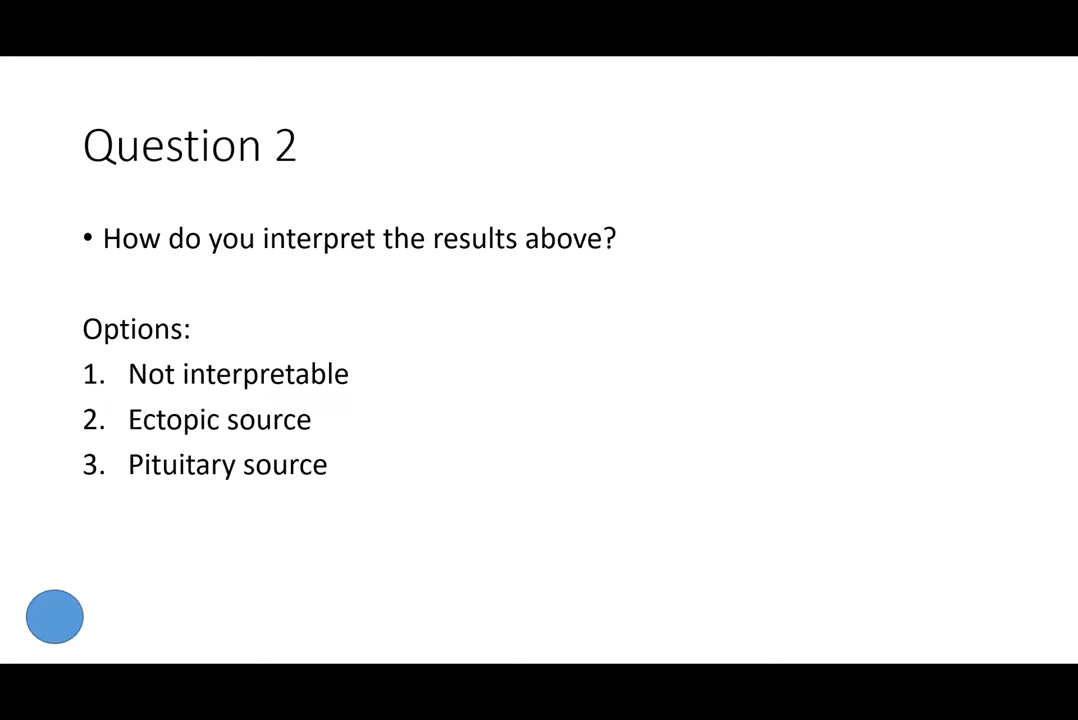 Question 2
• How do you interpret the results above?
Options:
1. Not interpretable
2. Ectopic source
3. Pituitary source